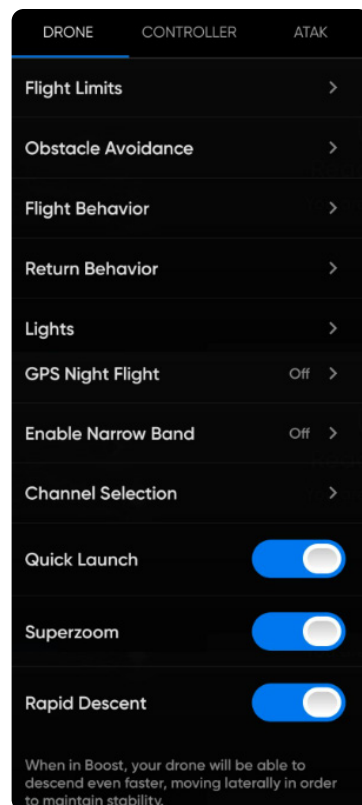 DRONE CONTROLLER ATAK
Flight Limits
Obstacle Avoidance
Flight Behavior
Return Behavior
Lights
GPS Night Flight Off
Enable Narrow Band Off
Channel Selection
Quick Launch
Superzoom
Rapid Descent
When in Boost, your drone will be able to
descend even faster, moving laterally in order
to maintain stability.